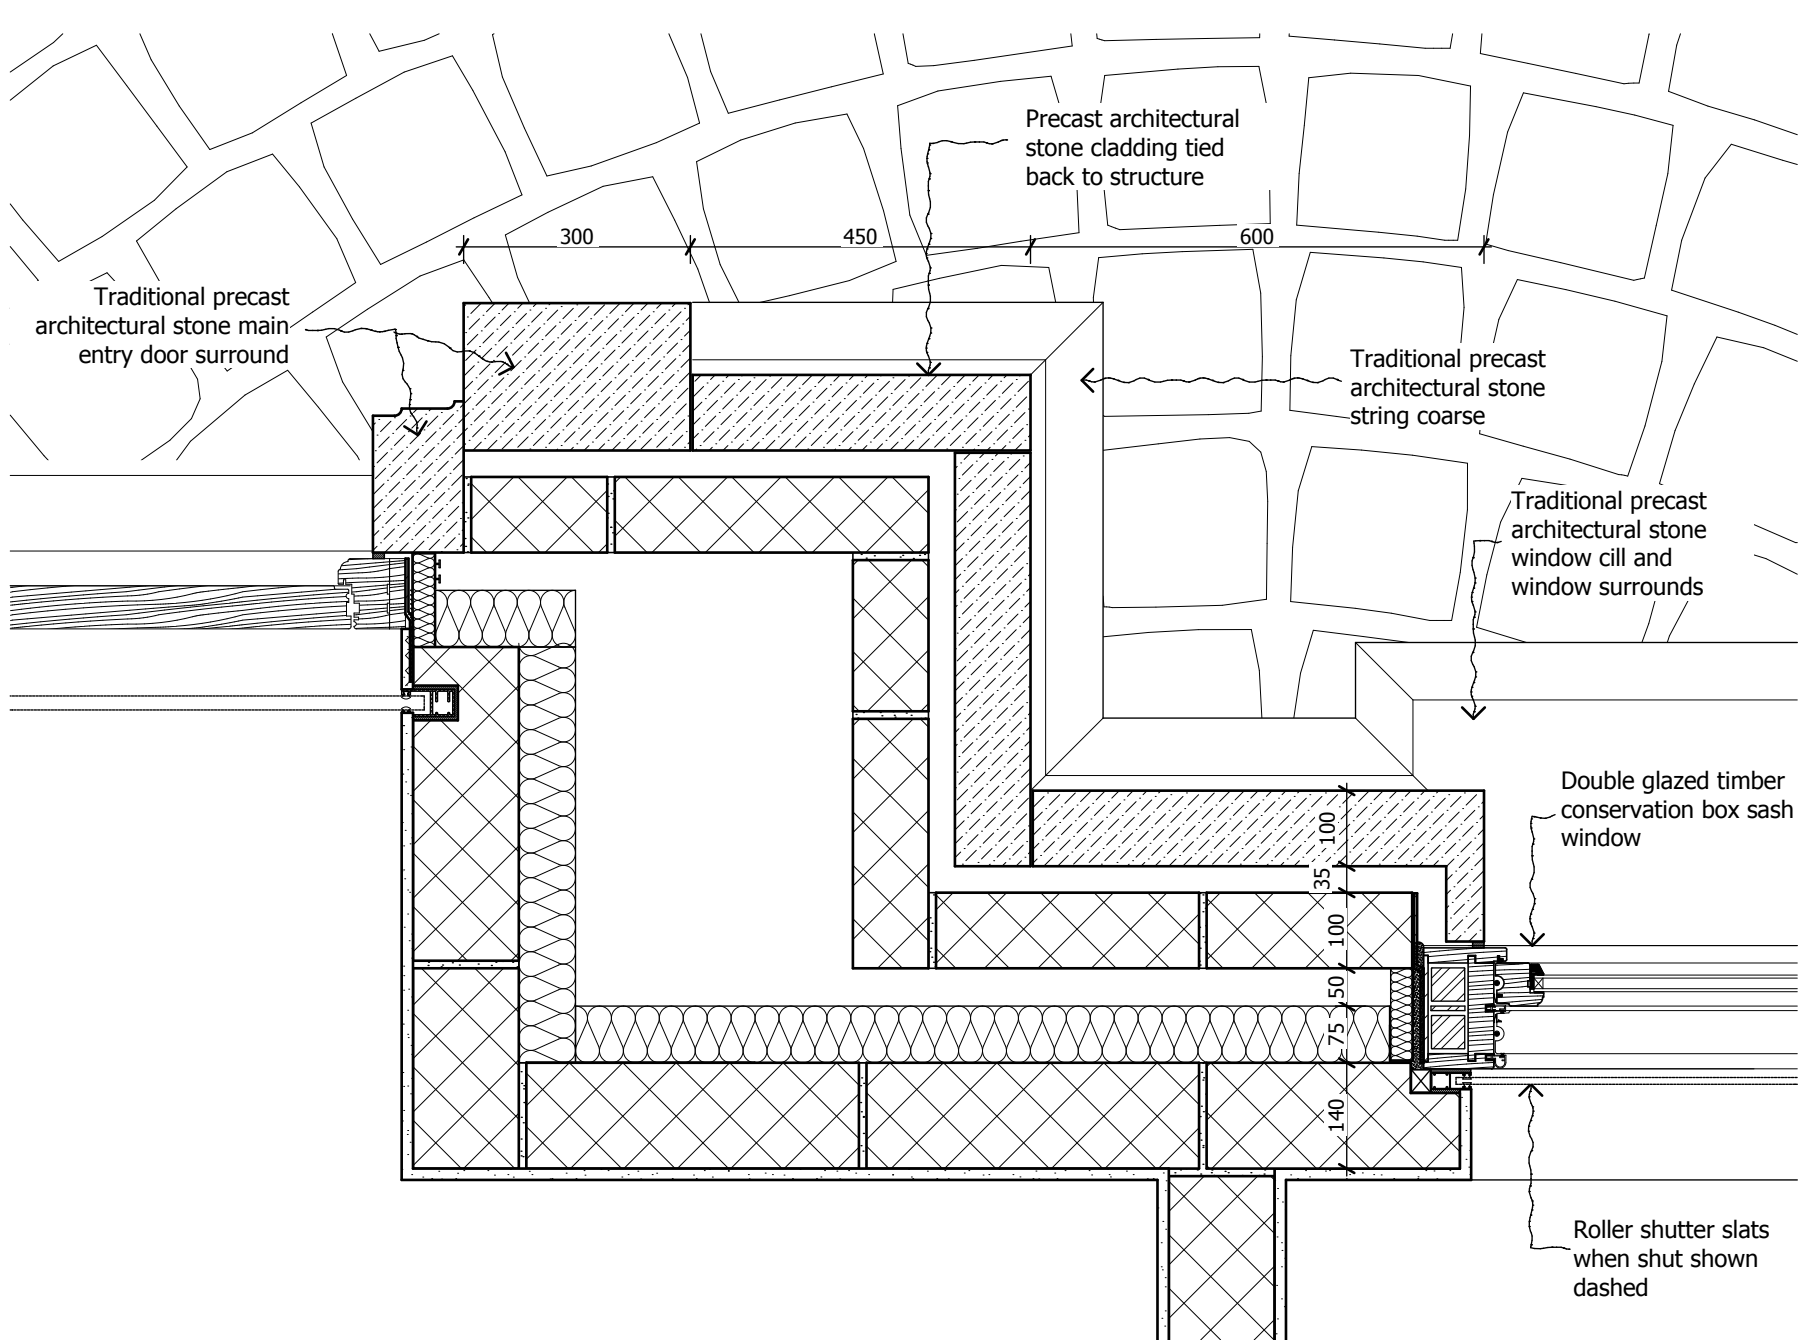 Precast architectural
stone cladding tied
back to structure
300
450
600
Traditional precast
architectural stone main
entry door surround
Traditional precast
architectural stone
string coarse
Traditional precast
architectural stone
window cill and
window surrounds
Double glazed timber
conservation box sash
window
100
35
100
50
75
140
Roller shutter slats
when shut shown
dashed